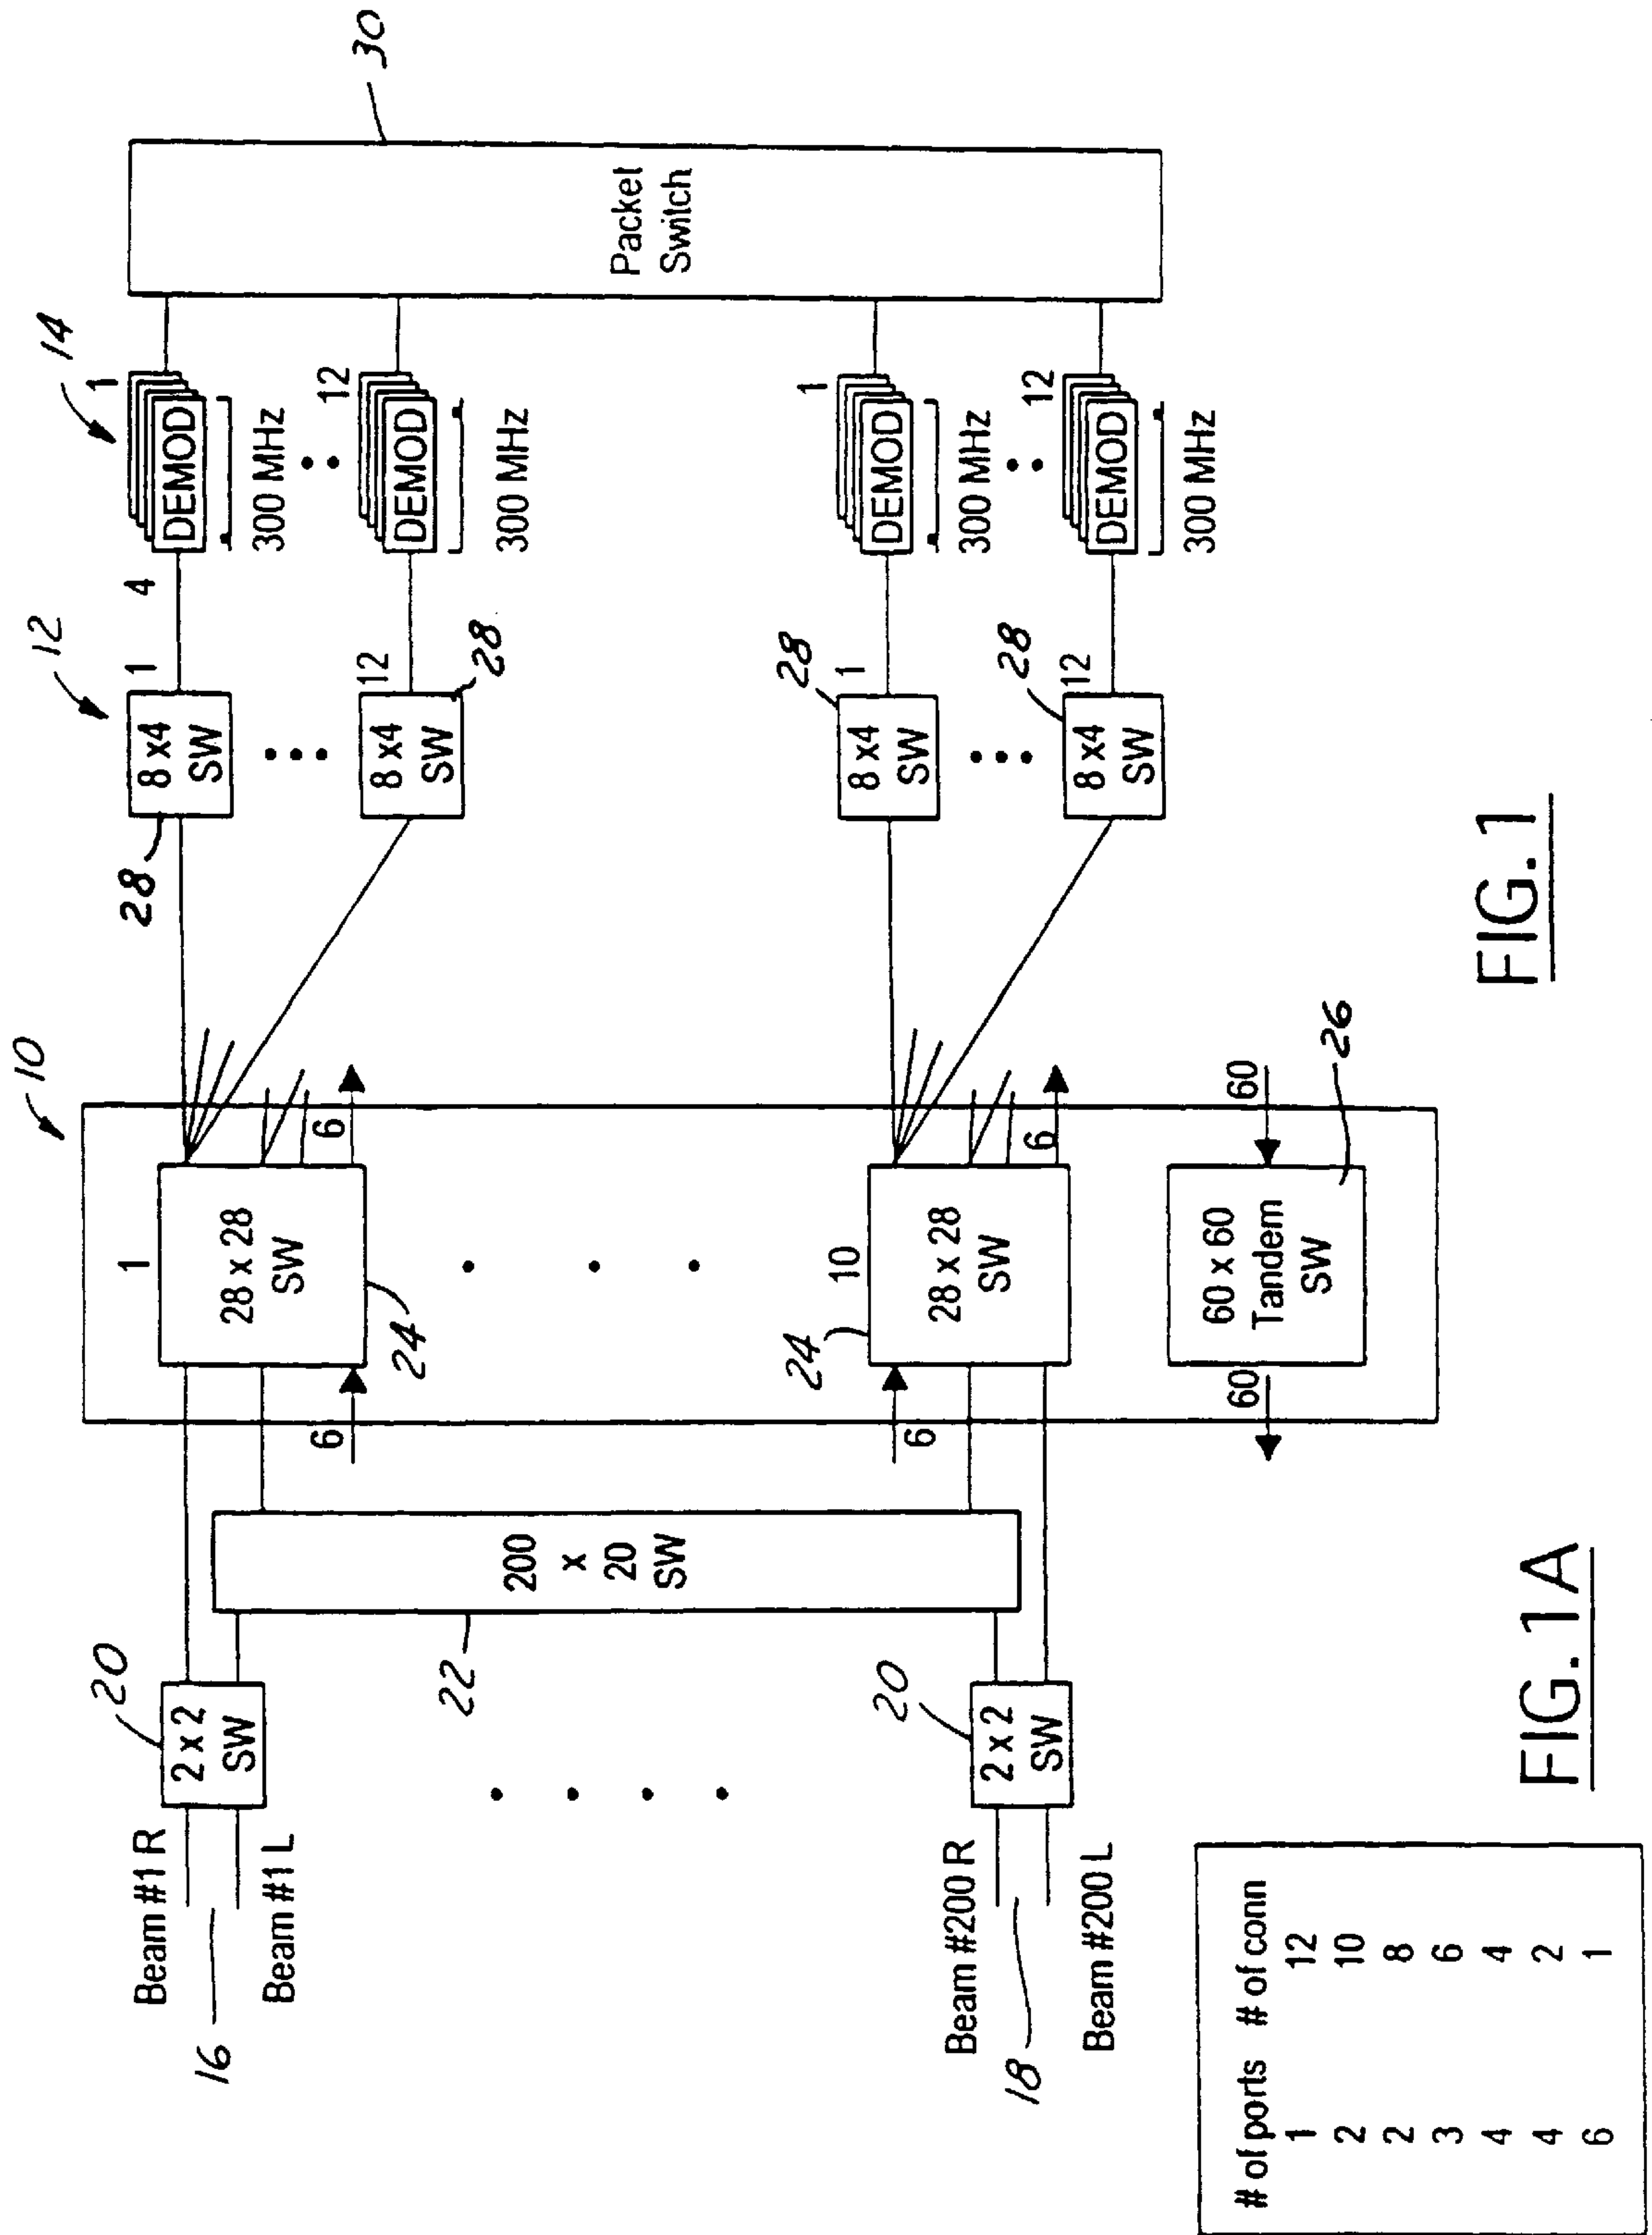 10
12
14
30
Beam #1 R
16
Beam #1 L
20
2 x 2
SW
22
200
x
20
SW
1
28 x 28
SW
24
6
6
28
8 x4
SW
1
4
DEMOD
1
300 MHz
8 x4
SW
12
28
DEMOD
12
300 MHz
Packet
Switch
Beam #200 R
18
Beam #200 L
20
2 x 2
SW
10
28 x 28
SW
24
6
6
28
8 x4
SW
1
DEMOD
1
300 MHz
28
8 x4
SW
12
DEMOD
12
300 MHz
60
60 x 60
Tandem
SW
60
26
# of ports # of conn
1 12
2 10
2 8
3 6
4 4
4 2
6 1
FIG. 1A
FIG. 1